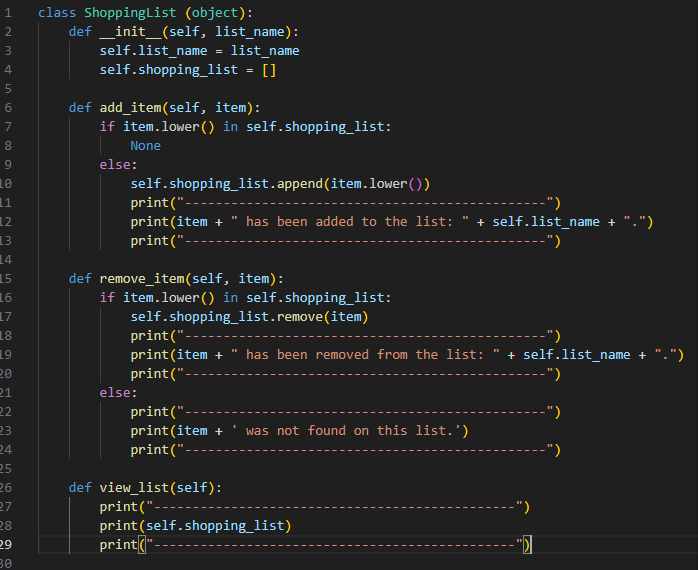 1 class ShoppingList (object):
2     def __init__(self, list_name):
3         self.list_name = list_name
4         self.shopping_list = []
5
6     def add_item(self, item):
7         if item.lower() in self.shopping_list:
8             None
9         else:
10             self.shopping_list.append(item.lower())
11             print("-----------------------------------------------")
12             print(item + " has been added to the list: " + self.list_name + ".")
13             print("-----------------------------------------------")
14
15     def remove_item(self, item):
16         if item.lower() in self.shopping_list:
17             self.shopping_list.remove(item)
18             print("-----------------------------------------------")
19             print(item + " has been removed from the list: " + self.list_name + ".")
20             print("-----------------------------------------------")
21         else:
22             print("-----------------------------------------------")
23             print(item + ' was not found on this list.')
24             print("-----------------------------------------------")
25
26     def view_list(self):
27         print("-----------------------------------------------")
28         print(self.shopping_list)
29         print("-----------------------------------------------")
30